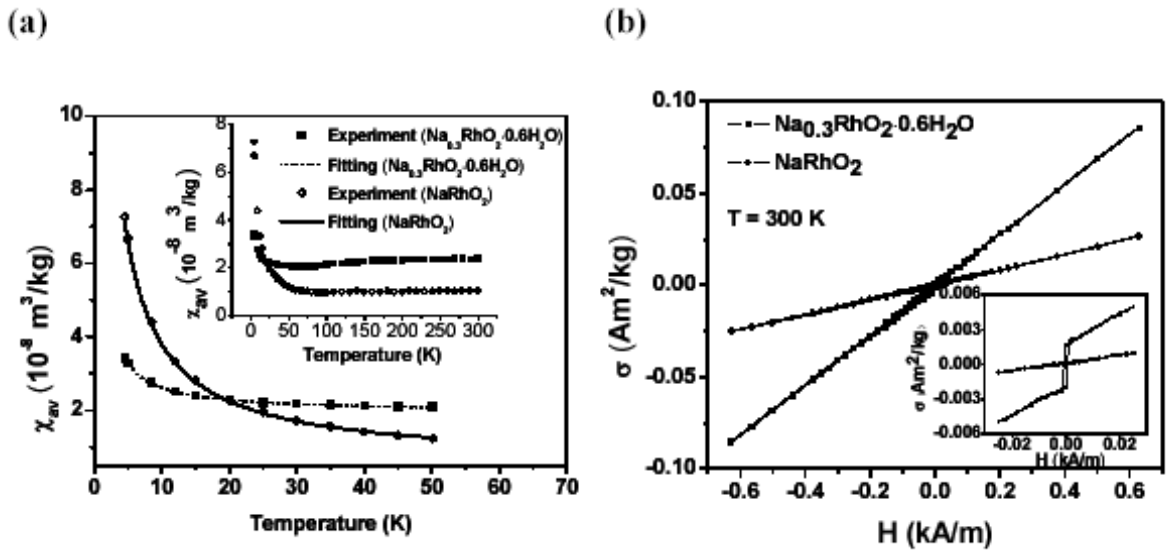 (a)
(b)
10
8
6
4
2
χav (10-8 m3/kg)
0 10 20 30 40 50 60 70
Temperature (K)
8
6
4
2
0
χav (10-8 m3/kg)
0 50 100 150 200 250 300
Temperature (K)
Experiment (Na0.3RhO2·0.6H2O)
Fitting (Na0.3RhO2·0.6H2O)
Experiment (NaRhO2)
Fitting (NaRhO2)
0.10
0.05
0.00
-0.05
-0.10
σ (Am2/kg)
Na0.3RhO2·0.6H2O
NaRhO2
T = 300 K
0.006
0.003
0.000
-0.003
-0.006
σ Am2/kg)
-0.02 0.00 0.02
H (kA/m)
-0.6 -0.4 -0.2 0.0 0.2 0.4 0.6
H (kA/m)